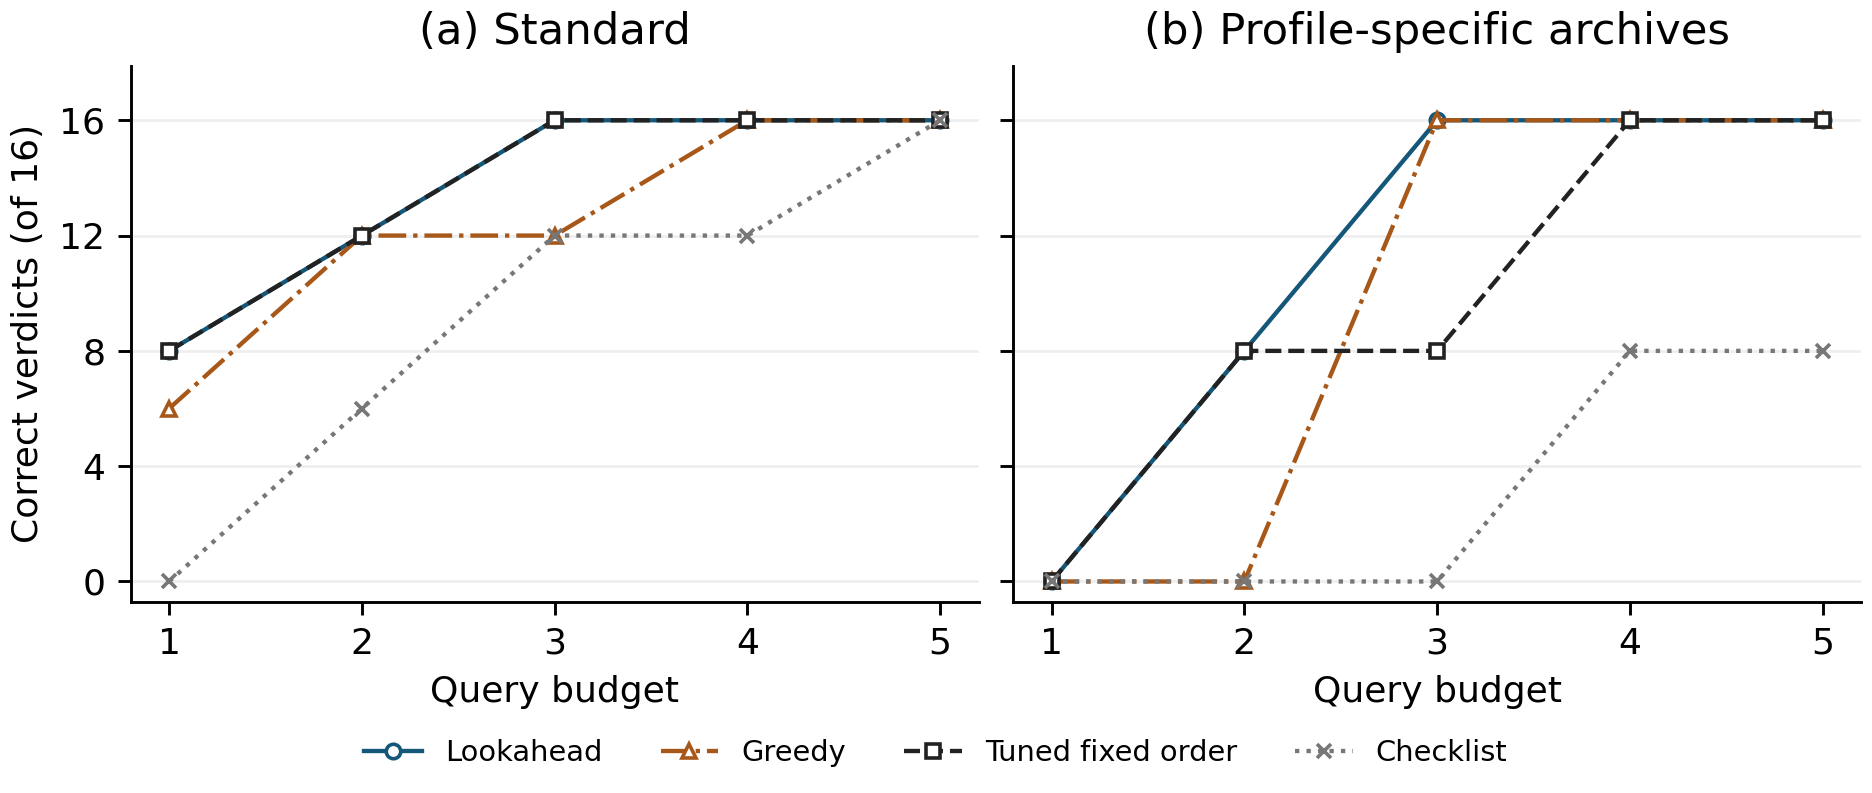 (a) Standard
(b) Profile-specific archives
Correct verdicts (of 16)
16
12
8
4
0
1 2 3 4 5
1 2 3 4 5
Query budget
Query budget
Lookahead
Greedy
Tuned fixed order
Checklist